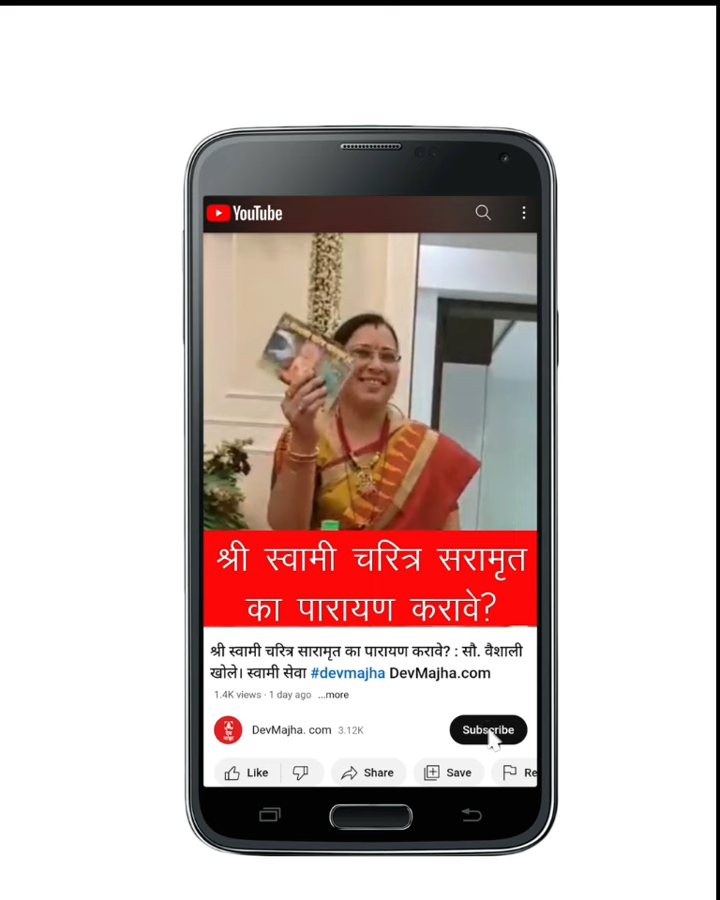 YouTube
श्री स्वामी चरित्र सरामृत
का पारायण करावे?
श्री स्वामी चरित्र सारामृत का पारायण करावे? : सौ. वैशाली
खोले। स्वामी सेवा #devmajha DevMajha.com
1.4K views · 1 day ago ...more
DevMajha. com 3.12K
Subscribe
Like Share Save Re